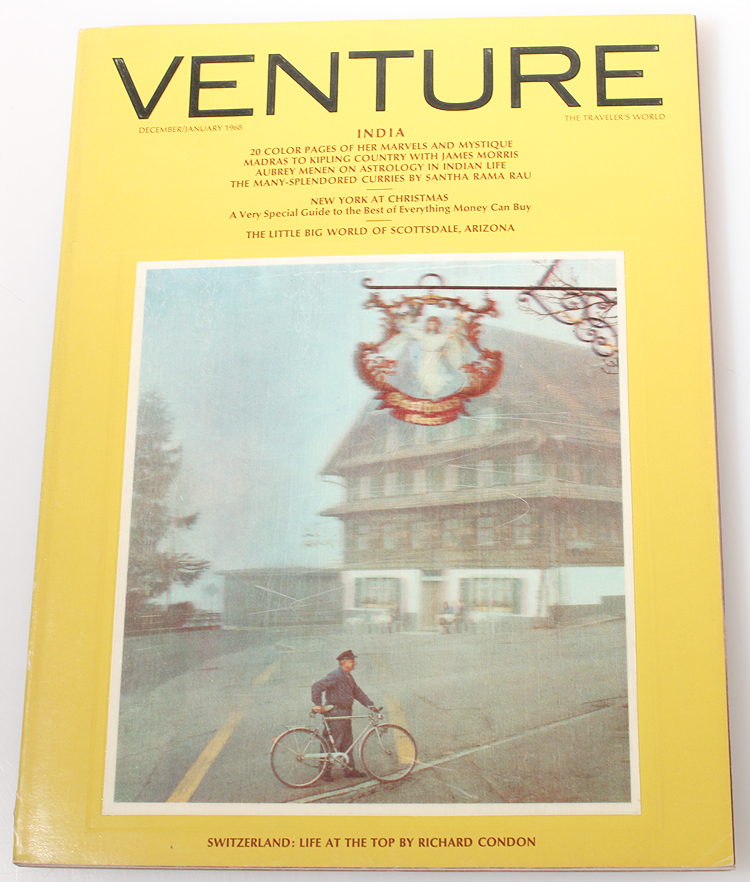 VENTURE
DECEMBER/JANUARY 1968
THE TRAVELER'S WORLD
INDIA
20 COLOR PAGES OF HER MARVELS AND MYSTIQUE
MADRAS TO KIPLING COUNTRY WITH JAMES MORRIS
AUBREY MENEN ON ASTROLOGY IN INDIAN LIFE
THE MANY-SPLENDORED CURRIES BY SANTHA RAMA RAU
NEW YORK AT CHRISTMAS
A Very Special Guide to the Best of Everything Money Can Buy
THE LITTLE BIG WORLD OF SCOTTSDALE, ARIZONA
SWITZERLAND: LIFE AT THE TOP BY RICHARD CONDON